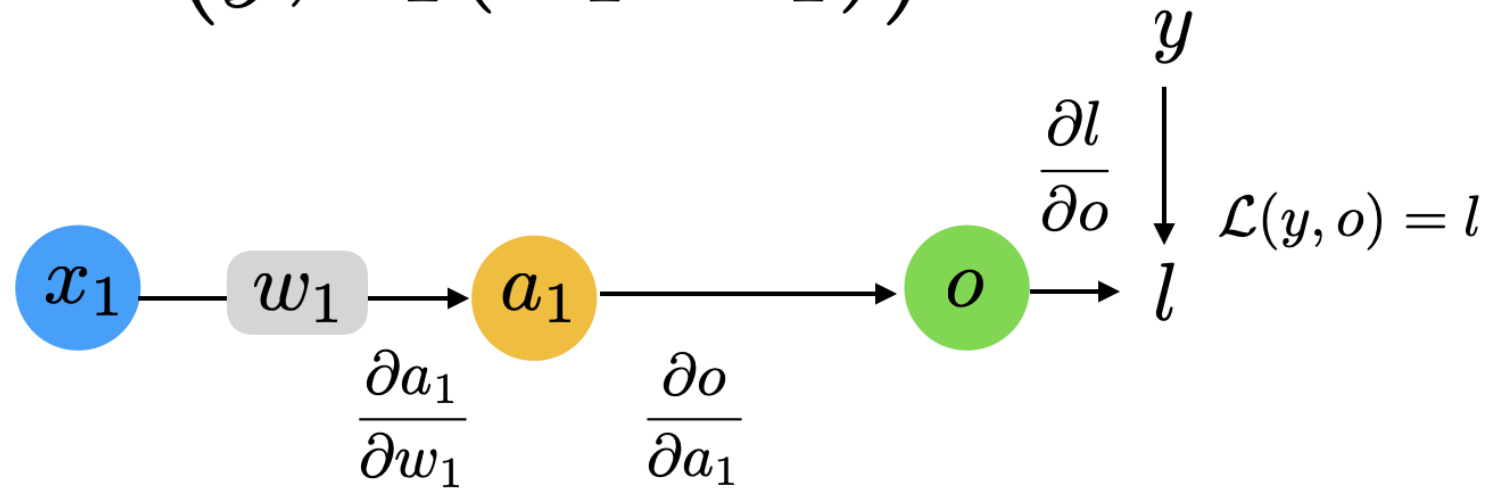 y
∂l/∂o
ℒ(y, o) = l
x₁ w₁ a₁ o l
∂a₁/∂w₁ ∂o/∂a₁